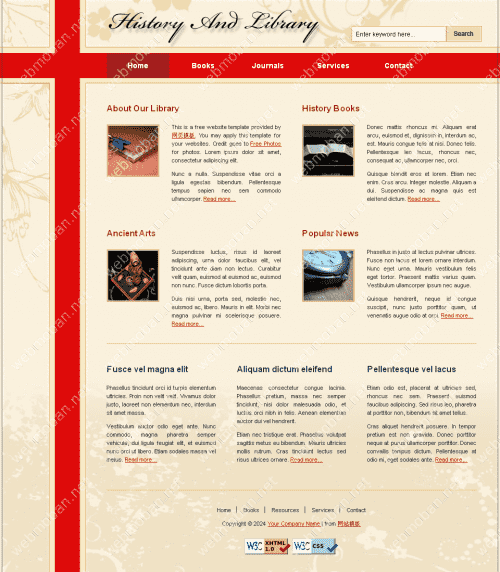 History And Library
Enter keyword here...
Search
Home
Books
Journals
Services
Contact
About Our Library
This is a free website template provided by
网页模板. You may apply this template for
your websites. Credit goes to Free Photos
for photos. Lorem ipsum dolor sit amet,
consectetur adipiscing elit.
Nunc a nulla. Suspendisse vitae orci a
ligula egestas bibendum. Pellentesque
tempus sapien nec sem commodo
ullamcorper. Read more...
History Books
Donec mattis rhoncus mi. Aliquam erat
arcu, euismod et, dignissim in, interdum ac,
est. Mauris congue felis at nisi. Donec felis.
Pellentesque leo lacus, rhoncus nec,
consequat ac, ullamcorper nec, orci.
Quisque blandit eros et lorem. Etiam nec
enim. Cras arcu. Integer molestie. Aliquam a
dui. Suspendisse ac magna quis est
eleifend dictum. Read more...
Ancient Arts
Suspendisse luctus, risus id laoreet
adipiscing, urna dolor faucibus elit, vel
tincidunt ante diam non lectus. Curabitur
velit quam, euismod at euismod ac, euismod
non nunc. Fusce dictum lobortis porta.
Duis nisi urna, porta sed, molestie nec,
euismod ac, libero. Mauris in elit. Morbi nec
magna pulvinar mi scelerisque posuere.
Read more...
Popular News
Phasellus in justo at lectus pulvinar ultrices.
Fusce non lacus et lorem ornare interdum.
Nunc eget urna. Mauris vestibulum felis
eget tortor. Praesent mattis varius quam.
Vestibulum ullamcorper ipsum nec augue.
Quisque hendrerit, neque id congue
suscipit, nunc justo porttitor quam, ut
venenatis augue odio at orci. Read more...
Fusce vel magna elit
Phasellus tincidunt orci id turpis elementum
ultricies. Proin non velit velit. Vivamus dolor
justo, laoreet non elementum nec, interdum
sit amet massa.
Vestibulum auctor odio eget ante. Nunc
commodo, magna pharetra semper
vehicula, dui ligula feugiat elit, et euismod
nunc orci ut libero. Etiam sodales massa vel
metus. Read more...
Aliquam dictum eleifend
Maecenas consectetur congue lacinia.
Phasellus pretium, massa nec semper
tincidunt, nisi dolor malesuada odio, et
luctus orci nibh in felis. Aenean elementum
auctor dui vel hendrerit.
Etiam nec tristique erat. Phasellus volutpat
sagittis metus eu bibendum. Mauris ultricies
mollis rutrum. Cras tincidunt lectus sed
risus ultrices ornare. Read more...
Pellentesque vel lacus
Etiam odio est, placerat at ultricies sed,
rhoncus nec sem. Praesent euismod
faucibus adipiscing. Sed risus leo, pharetra
at porttitor non, bibendum sit amet tellus.
Cras aliquet hendrerit posuere. In tempor
pretium est non gravida. Donec porttitor
neque at purus ullamcorper rhoncus. Donec
convallis tempus dictum. Pellentesque at
odio mi, eget sodales ante. Read more...
Home | Books | Resources | Services | Contact
Copyright © 2024 Your Company Name | from 网站模板
W3C XHTML 1.0
W3C CSS